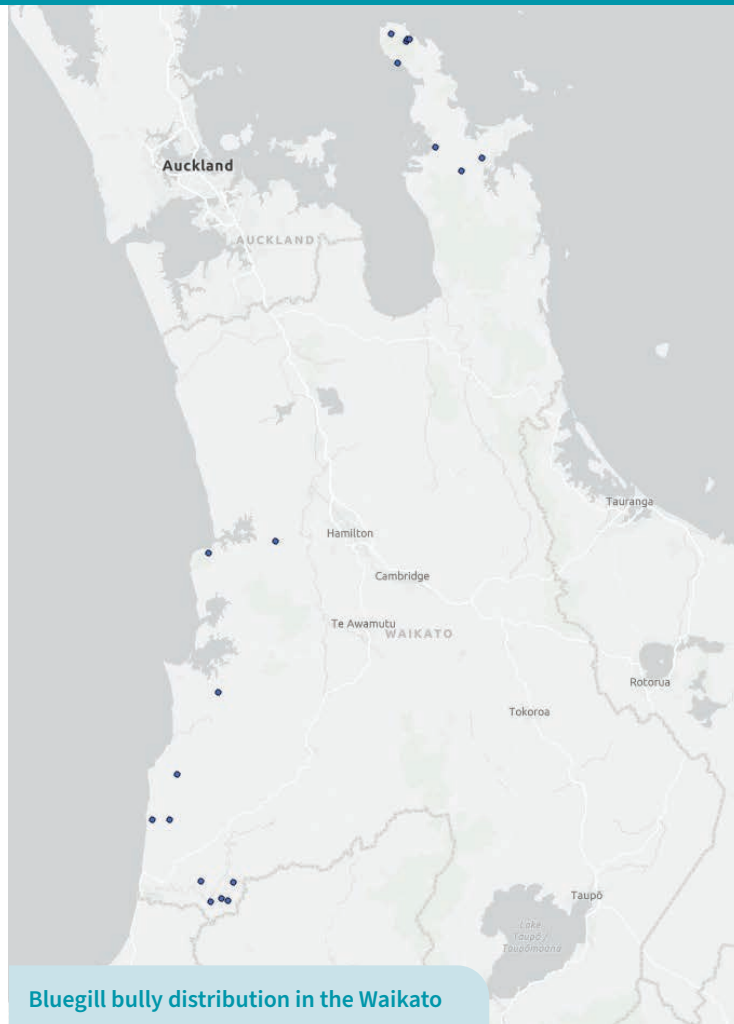 Auckland
AUCKLAND
Tauranga
Hamilton
Cambridge
Te Awamutu
WAIKATO
Rotorua
Tokoroa
Taupō
Lake
Taupō /
Taupōmoana
Bluegill bully distribution in the Waikato